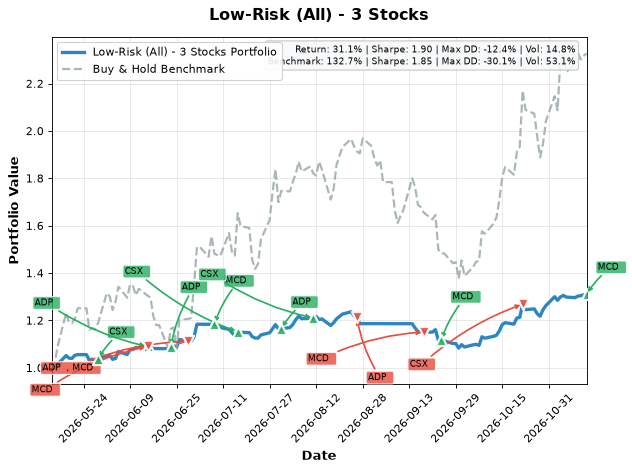 Low-Risk (All) - 3 Stocks
Low-Risk (All) - 3 Stocks Portfolio
Buy & Hold Benchmark
Return: 31.1% | Sharpe: 1.90 | Max DD: -12.4% | Vol: 14.8%
Benchmark: 132.7% | Sharpe: 1.85 | Max DD: -30.1% | Vol: 53.1%
Portfolio Value
2.2
2.0
1.8
1.6
1.4
1.2
1.0
MCD
CSX
CSX
MCD
ADP
ADP
ADP
MCD
CSX
MCD
CSX
ADP , MCD
ADP
MCD
2026-05-24
2026-06-09
2026-06-25
2026-07-11
2026-07-27
2026-08-12
2026-08-28
2026-09-13
2026-09-29
2026-10-15
2026-10-31
Date